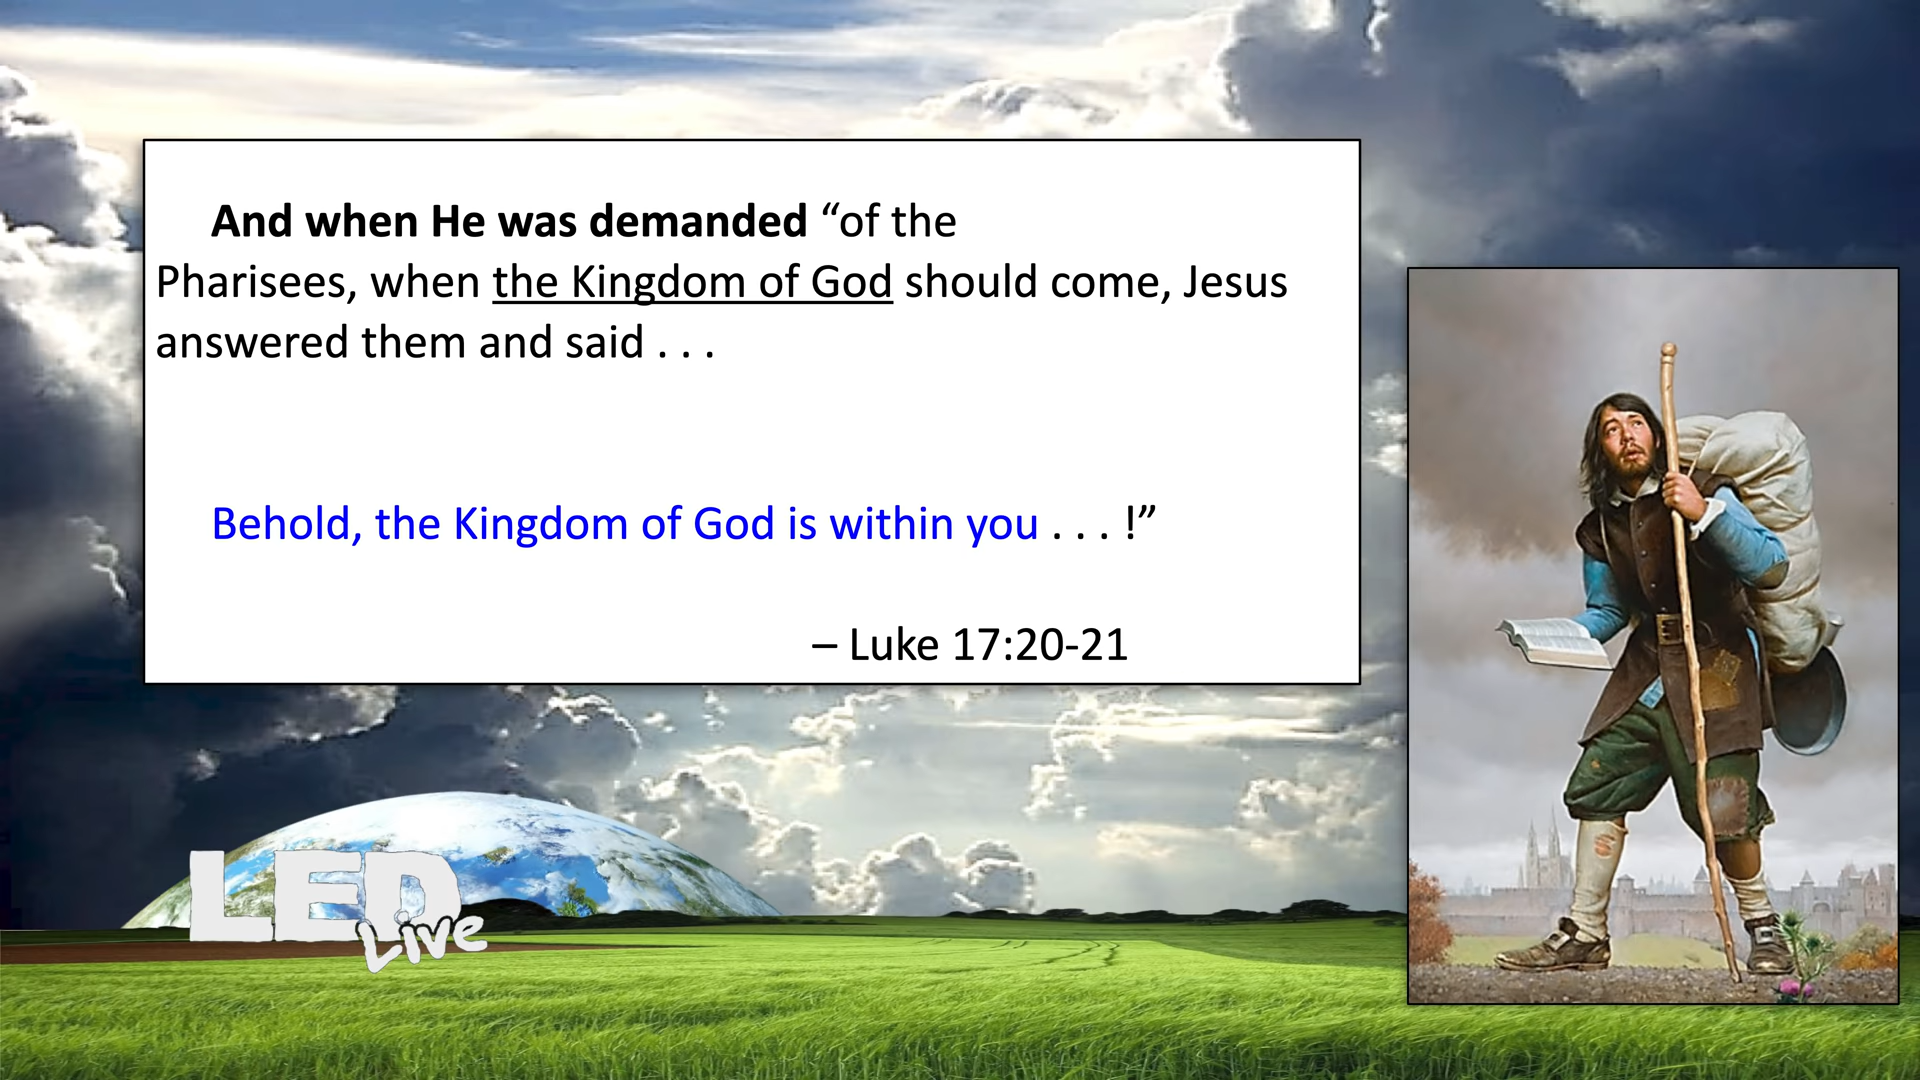 And when He was demanded “of the
Pharisees, when the Kingdom of God should come, Jesus
answered them and said . . .
Behold, the Kingdom of God is within you . . . !”
– Luke 17:20-21
LED
Live